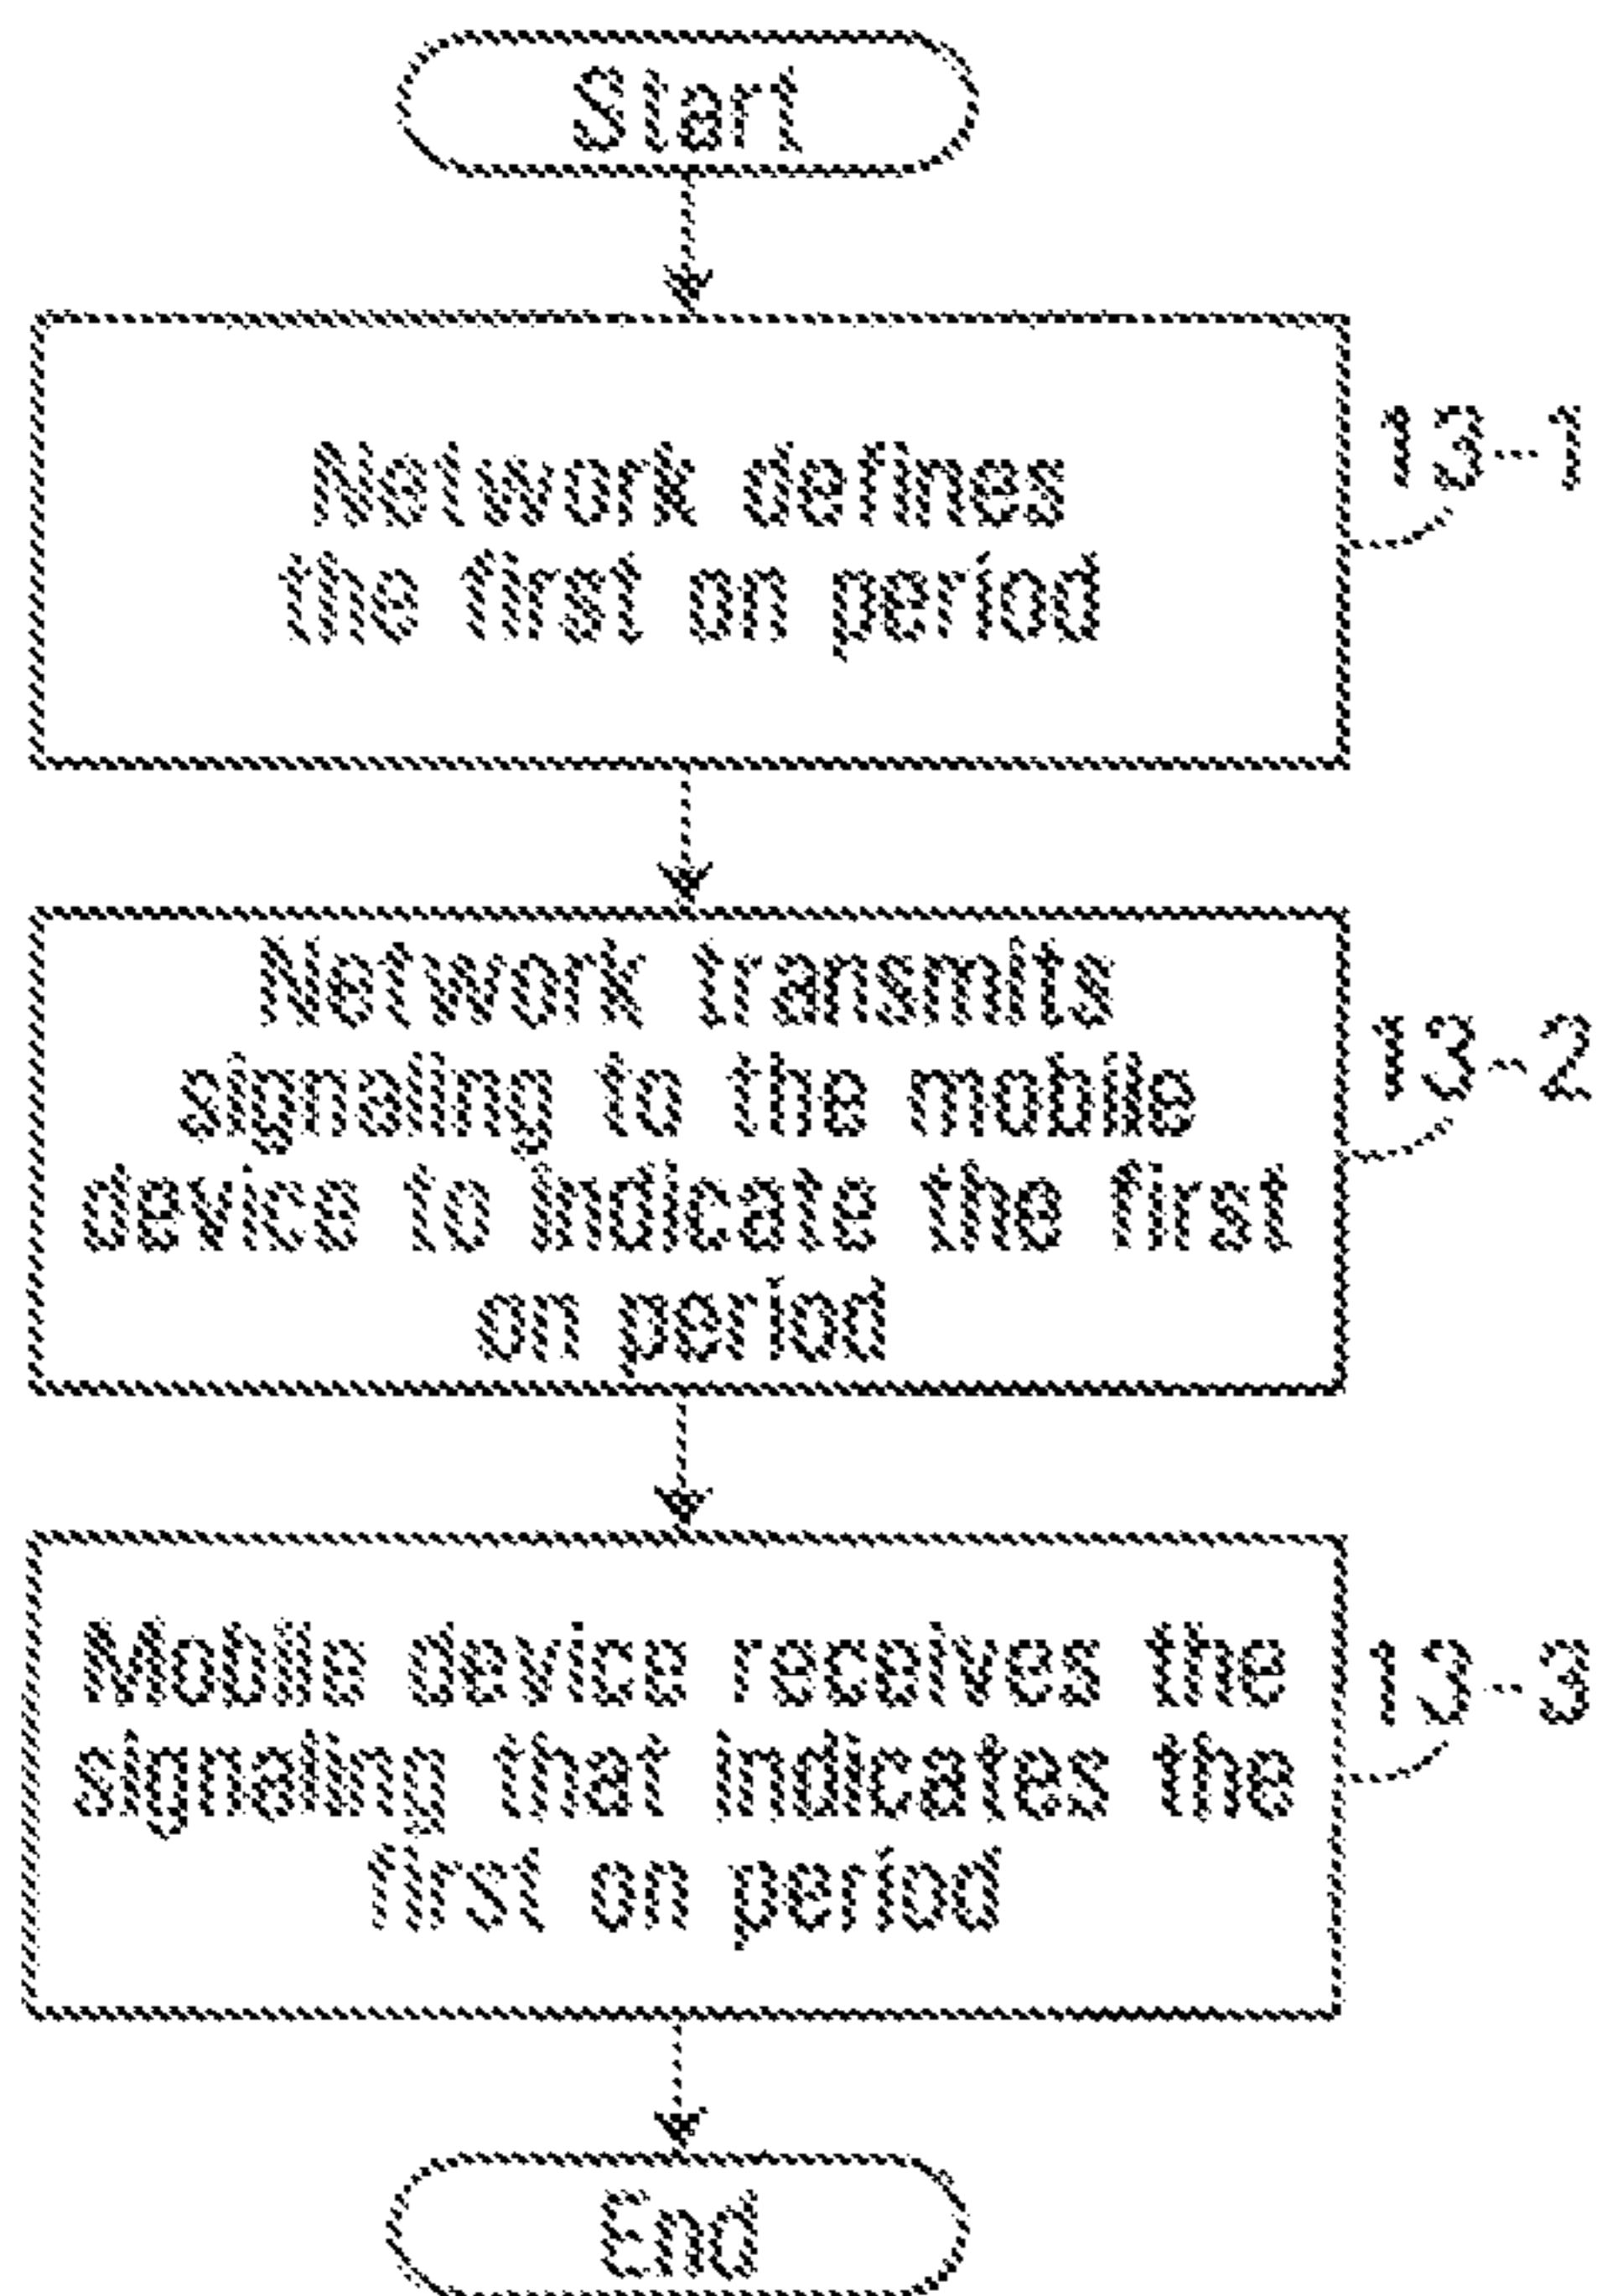 Start
Network defines
the first on period
13-1
Network transmits
signaling to the mobile
device to indicate the first
on period
13-2
Mobile device receives the
signaling that indicates the
first on period
13-3
End